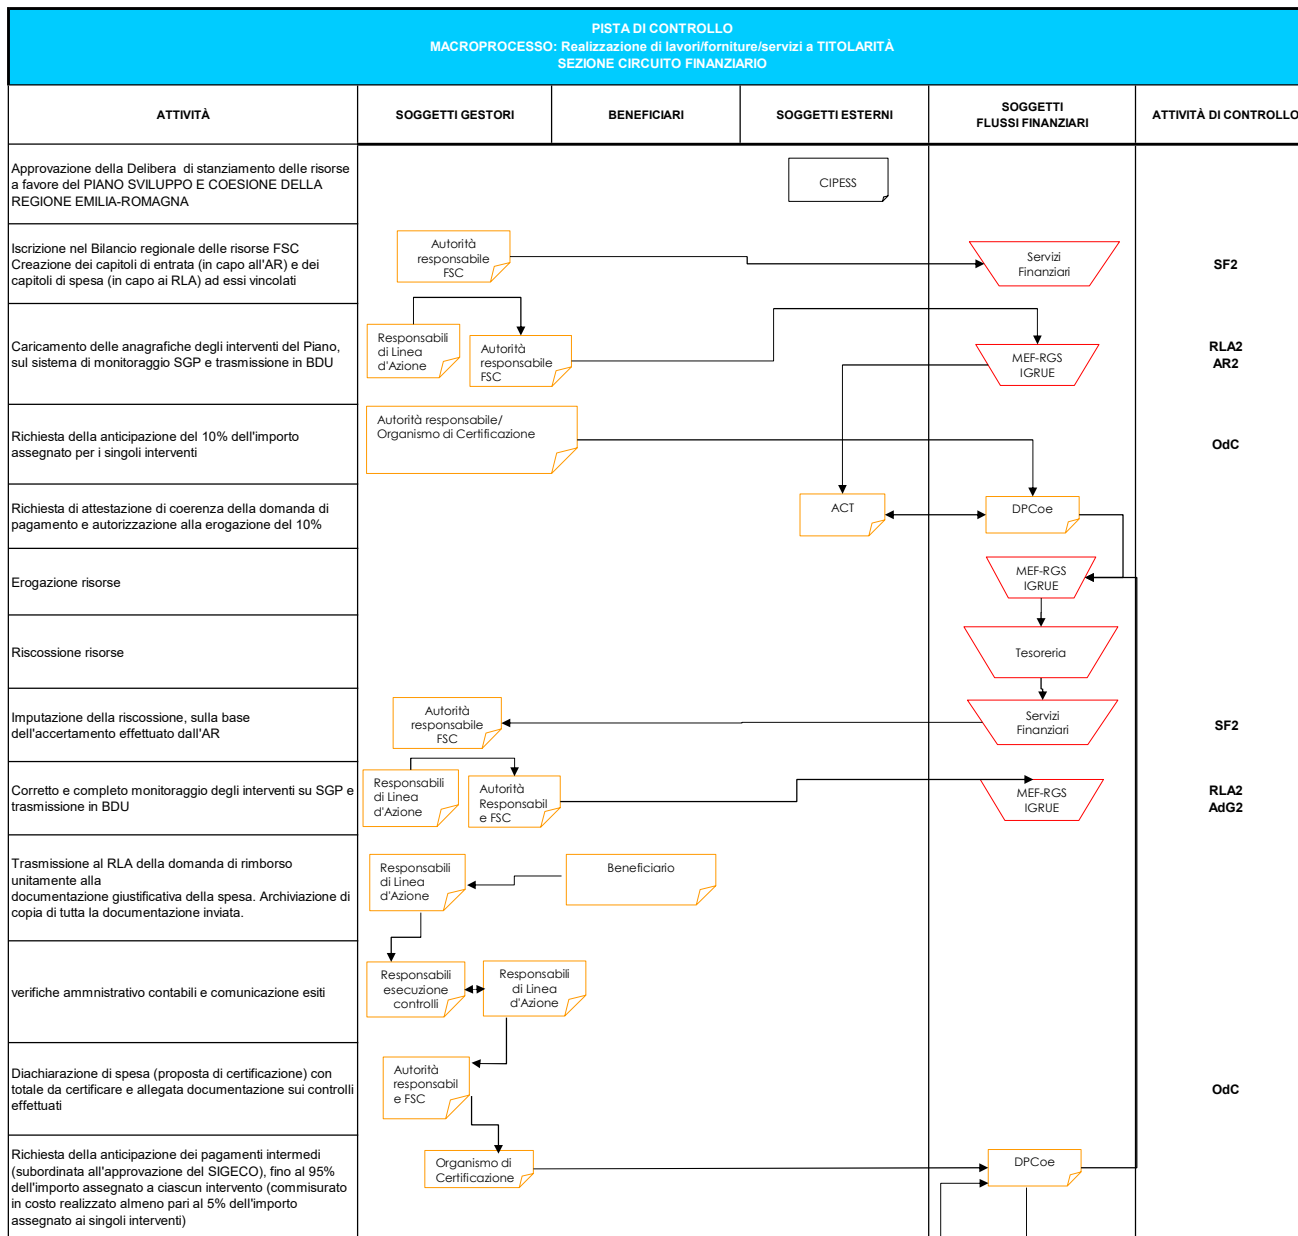 PISTA DI CONTROLLO
MACROPROCESSO: Realizzazione di lavori/forniture/servizi a TITOLARITÀ
SEZIONE CIRCUITO FINANZIARIO
ATTIVITÀ
SOGGETTI GESTORI
BENEFICIARI
SOGGETTI ESTERNI
SOGGETTI
FLUSSI FINANZIARI
ATTIVITÀ DI CONTROLLO
Approvazione della Delibera di stanziamento delle risorse
a favore del PIANO SVILUPPO E COESIONE DELLA
REGIONE EMILIA-ROMAGNA
CIPESS
Iscrizione nel Bilancio regionale delle risorse FSC
Creazione dei capitoli di entrata (in capo all'AR) e dei
capitoli di spesa (in capo ai RLA) ad essi vincolati
Autorità
responsabile
FSC
Servizi
Finanziari
SF2
Caricamento delle anagrafiche degli interventi del Piano,
sul sistema di monitoraggio SGP e trasmissione in BDU
Responsabili
di Linea
d'Azione
Autorità
responsabile
FSC
MEF-RGS
IGRUE
RLA2
AR2
Richiesta della anticipazione del 10% dell'importo
assegnato per i singoli interventi
Autorità responsabile/
Organismo di Certificazione
OdC
Richiesta di attestazione di coerenza della domanda di
pagamento e autorizzazione alla erogazione del 10%
ACT
DPCoe
Erogazione risorse
MEF-RGS
IGRUE
Riscossione risorse
Tesoreria
Imputazione della riscossione, sulla base
dell'accertamento effettuato dall'AR
Autorità
responsabile
FSC
Servizi
Finanziari
SF2
Corretto e completo monitoraggio degli interventi su SGP e
trasmissione in BDU
Responsabili
di Linea
d'Azione
Autorità
Responsabil
e FSC
MEF-RGS
IGRUE
RLA2
AdG2
Trasmissione al RLA della domanda di rimborso
unitamente alla
documentazione giustificativa della spesa. Archiviazione di
copia di tutta la documentazione inviata.
Responsabili
di Linea
d'Azione
Beneficiario
verifiche ammnistrativo contabili e comunicazione esiti
Responsabili
esecuzione
controlli
Responsabili
di Linea
d'Azione
Diachiarazione di spesa (proposta di certificazione) con
totale da certificare e allegata documentazione sui controlli
effettuati
Autorità
responsabil
e FSC
OdC
Richiesta della anticipazione dei pagamenti intermedi
(subordinata all'approvazione del SIGECO), fino al 95%
dell'importo assegnato a ciascun intervento (commisurato
in costo realizzato almeno pari al 5% dell'importo
assegnato ai singoli interventi)
Organismo di
Certificazione
DPCoe